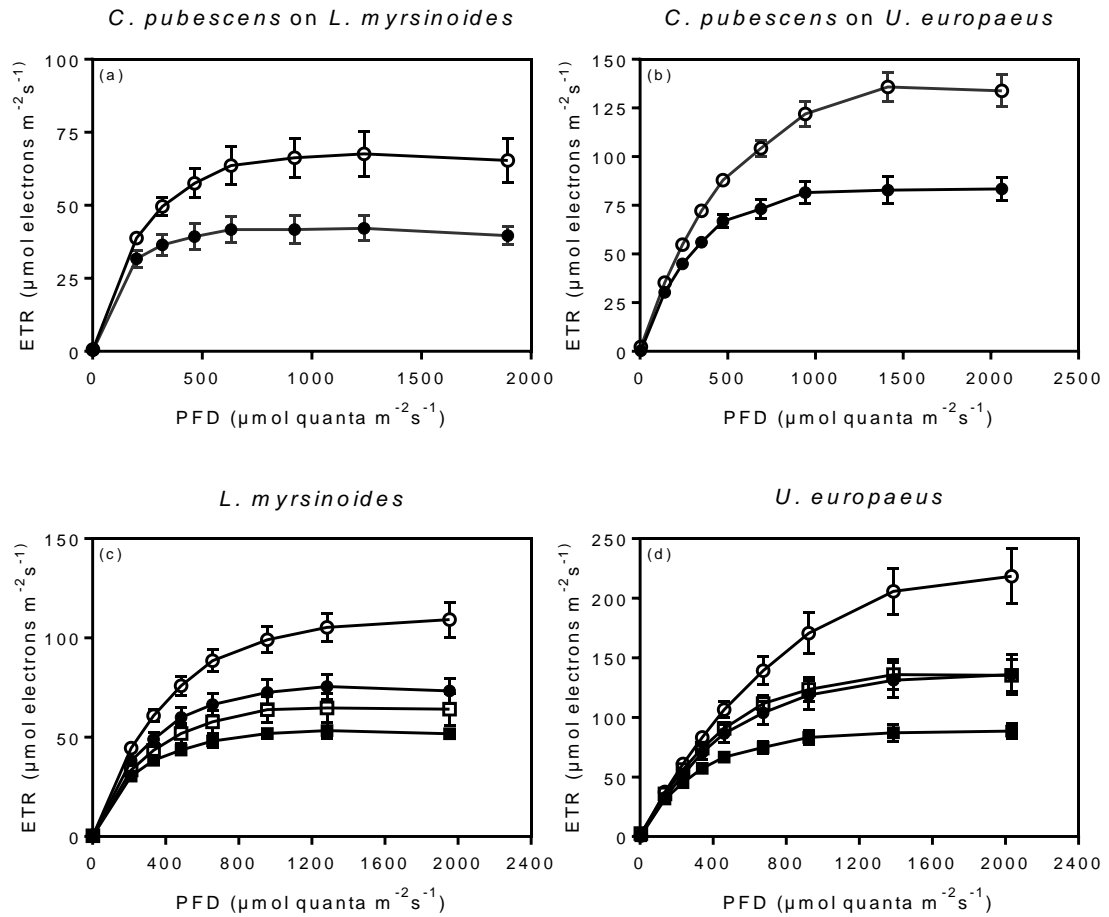 C. pubescens on L. myrsinoides
C. pubescens on U. europaeus
(a)
100
75
50
25
0
0 500 1000 1500 2000
ETR (µmol electrons m⁻²s⁻¹)
PFD (µmol quanta m⁻²s⁻¹)
(b)
150
125
100
75
50
25
0
0 500 1000 1500 2000 2500
ETR (µmol electrons m⁻²s⁻¹)
PFD (µmol quanta m⁻²s⁻¹)
L. myrsinoides
U. europaeus
(c)
150
100
50
0
0 400 800 1200 1600 2000 2400
ETR (µmol electrons m⁻²s⁻¹)
PFD (µmol quanta m⁻²s⁻¹)
(d)
250
200
150
100
50
0
0 400 800 1200 1600 2000 2400
ETR (µmol electrons m⁻²s⁻¹)
PFD (µmol quanta m⁻²s⁻¹)